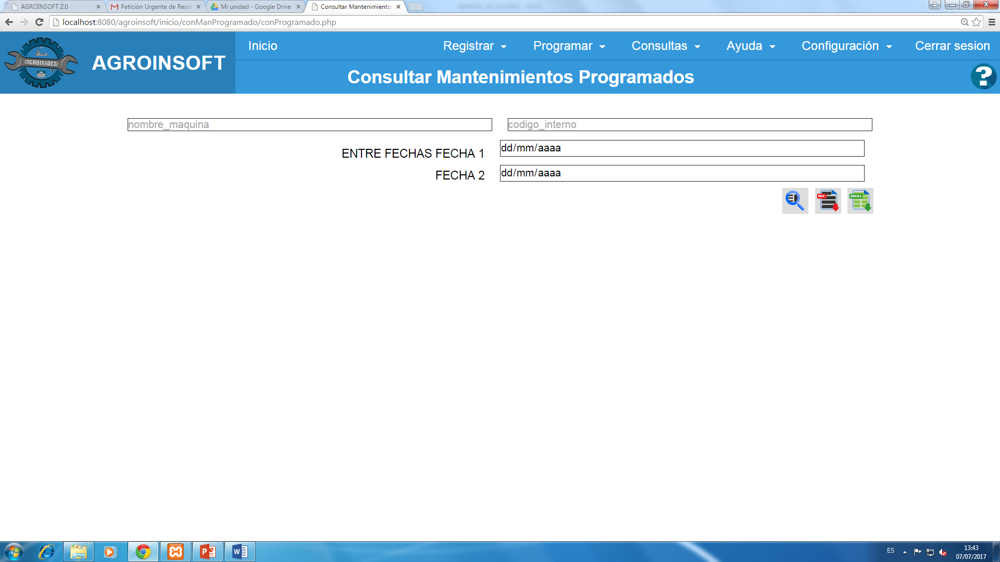 AGROINSOFT 2.0
Petición Urgente de Resol
Mi unidad - Google Drive
Consultar Mantenimiento
localhost:8080/agroinsoft/inicio/conManProgramado/conProgramado.php
AGROINSOFT
AGROINSOFT
Inicio
Registrar
Programar
Consultas
Ayuda
Configuración
Cerrar sesion
Consultar Mantenimientos Programados
?
nombre_maquina
codigo_interno
ENTRE FECHAS FECHA 1
dd/mm/aaaa
FECHA 2
dd/mm/aaaa
PDF
EXCEL
ES
13:43
07/07/2017